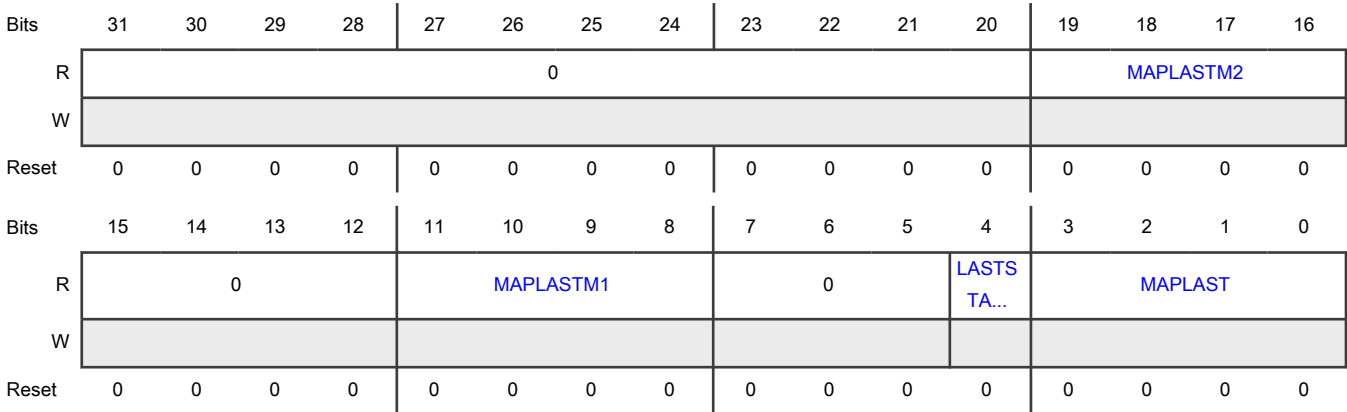 Bits 31 30 29 28 27 26 25 24 23 22 21 20 19 18 17 16
R 0 MAPLASTM2
W
Reset 0 0 0 0 0 0 0 0 0 0 0 0 0 0 0 0
Bits 15 14 13 12 11 10 9 8 7 6 5 4 3 2 1 0
R 0 MAPLASTM1 0 LASTS TA... MAPLAST
W
Reset 0 0 0 0 0 0 0 0 0 0 0 0 0 0 0 0